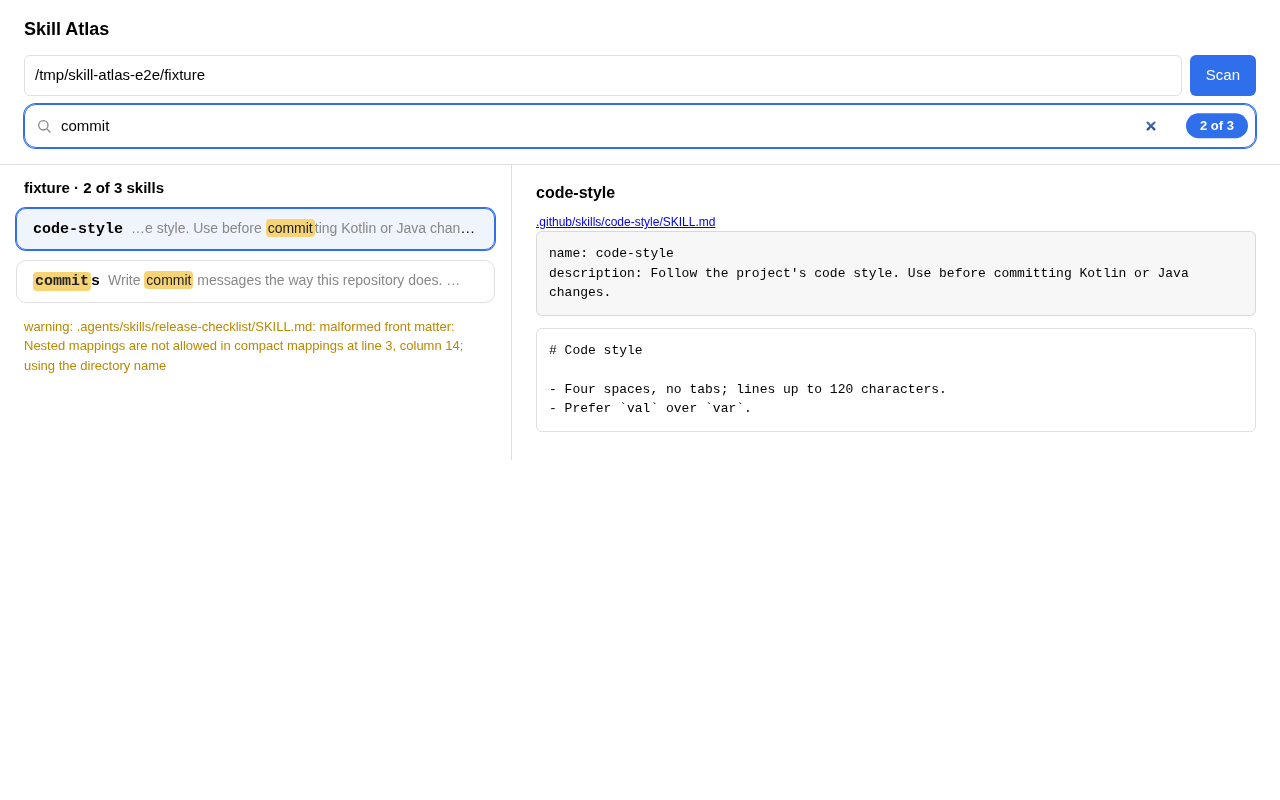 Skill Atlas
/tmp/skill-atlas-e2e/fixture
Scan
commit
2 of 3
fixture · 2 of 3 skills
code-style …e style. Use before committing Kotlin or Java chan…
commits Write commit messages the way this repository does. …
warning: .agents/skills/release-checklist/SKILL.md: malformed front matter:
Nested mappings are not allowed in compact mappings at line 3, column 14;
using the directory name
code-style
.github/skills/code-style/SKILL.md
name: code-style
description: Follow the project's code style. Use before committing Kotlin or Java
changes.
# Code style
- Four spaces, no tabs; lines up to 120 characters.
- Prefer `val` over `var`.